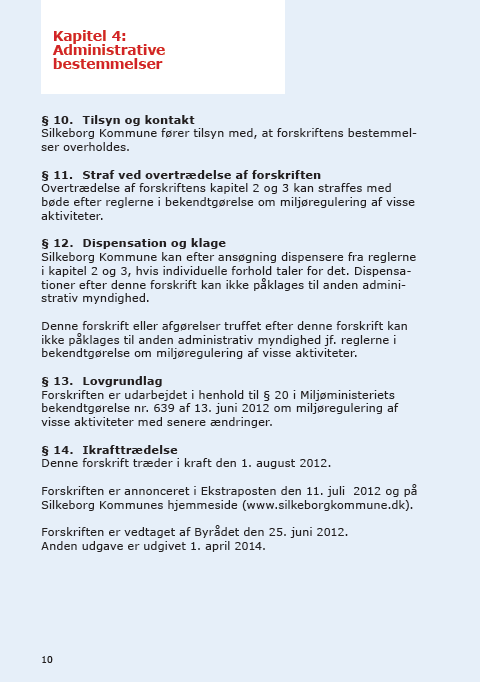 Kapitel 4:
Administrative
bestemmelser
§ 10. Tilsyn og kontakt
Silkeborg Kommune fører tilsyn med, at forskriftens bestemmel-
ser overholdes.
§ 11. Straf ved overtrædelse af forskriften
Overtrædelse af forskriftens kapitel 2 og 3 kan straffes med
bøde efter reglerne i bekendtgørelse om miljøregulering af visse
aktiviteter.
§ 12. Dispensation og klage
Silkeborg Kommune kan efter ansøgning dispensere fra reglerne
i kapitel 2 og 3, hvis individuelle forhold taler for det. Dispensa-
tioner efter denne forskrift kan ikke påklages til anden admini-
strativ myndighed.
Denne forskrift eller afgørelser truffet efter denne forskrift kan
ikke påklages til anden administrativ myndighed jf. reglerne i
bekendtgørelse om miljøregulering af visse aktiviteter.
§ 13. Lovgrundlag
Forskriften er udarbejdet i henhold til § 20 i Miljøministeriets
bekendtgørelse nr. 639 af 13. juni 2012 om miljøregulering af
visse aktiviteter med senere ændringer.
§ 14. Ikrafttrædelse
Denne forskrift træder i kraft den 1. august 2012.
Forskriften er annonceret i Ekstraposten den 11. juli  2012 og på
Silkeborg Kommunes hjemmeside (www.silkeborgkommune.dk).
Forskriften er vedtaget af Byrådet den 25. juni 2012.
Anden udgave er udgivet 1. april 2014.
10